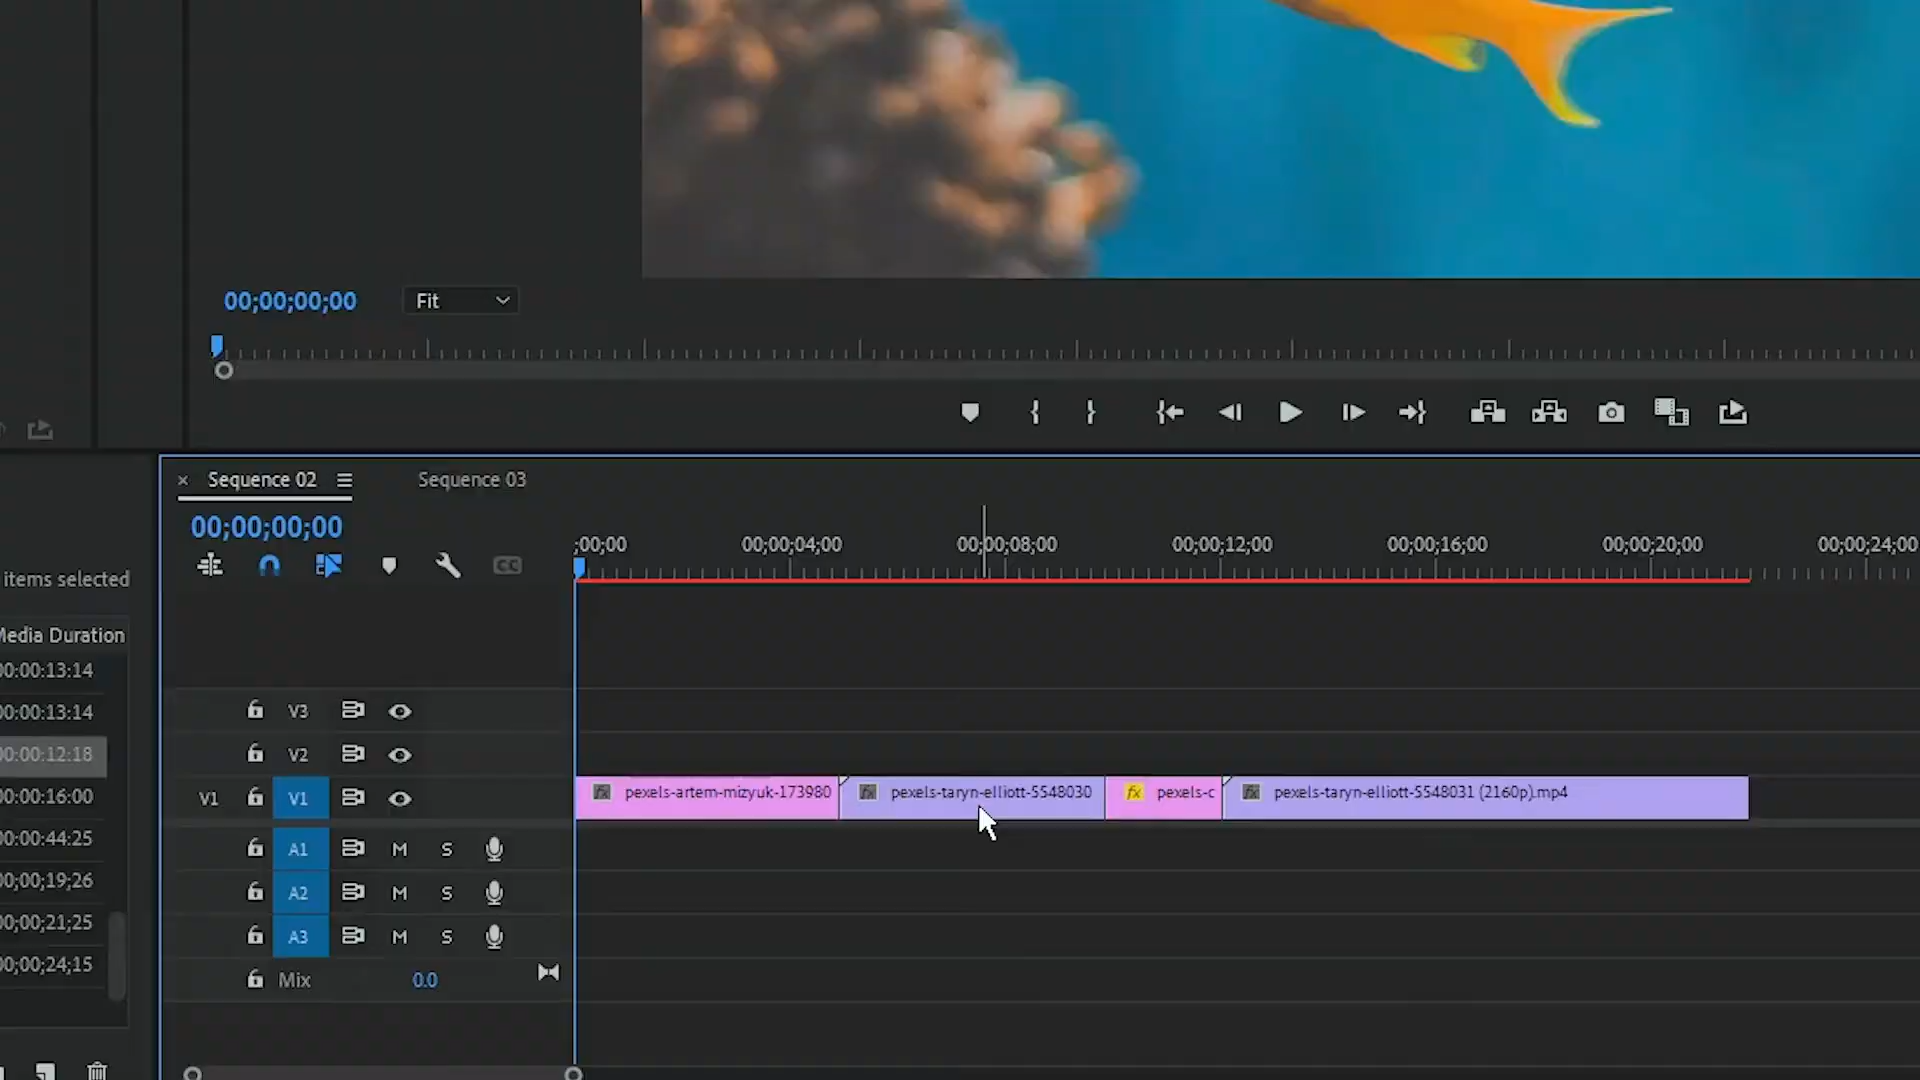 00;00;00;00
Fit
× Sequence 02
Sequence 03
00;00;00;00
;00;00
00;00;04;00
00;00;08;00
00;00;12;00
00;00;16;00
00;00;20;00
00;00;24;00
CC
items selected
Media Duration
00:00:13:14
00:00:13:14
00:00:12:18
00:00:16:00
00:00:44:25
00;00;19;26
00;00;21;25
00;00;24;15
V3
V2
V1 V1
fx pexels-artem-mizyuk-173980
fx pexels-taryn-elliott-5548030
fx pexels-c
fx pexels-taryn-elliott-5548031 (2160p).mp4
A1 M S
A2 M S
A3 M S
Mix 0.0